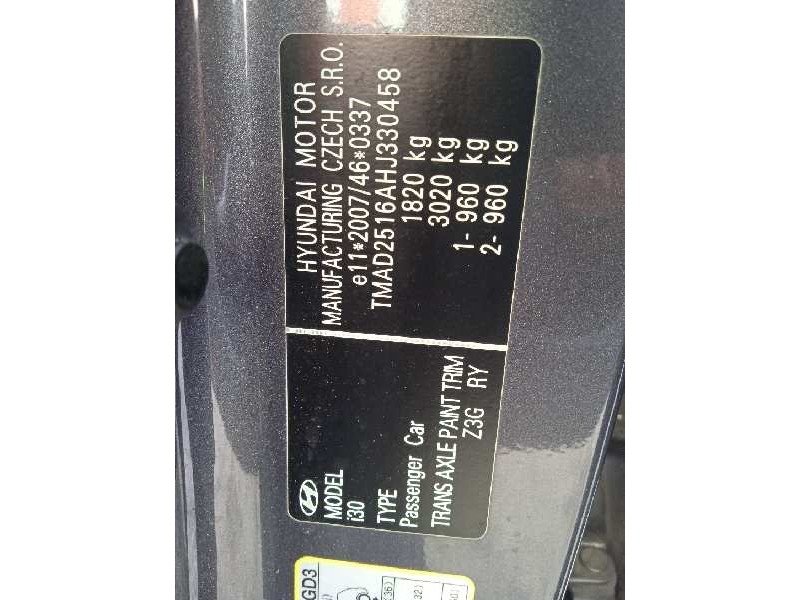 HYUNDAI MOTOR
MANUFACTURING CZECH S.R.O.
e11*2007/46*0337
TMAD2516AHJ330458
1820 kg
3020 kg
1- 960 kg
2- 960 kg
MODEL
i30
TYPE
Passenger Car
TRANS AXLE PAINT TRIM
Z3G RY
GD3